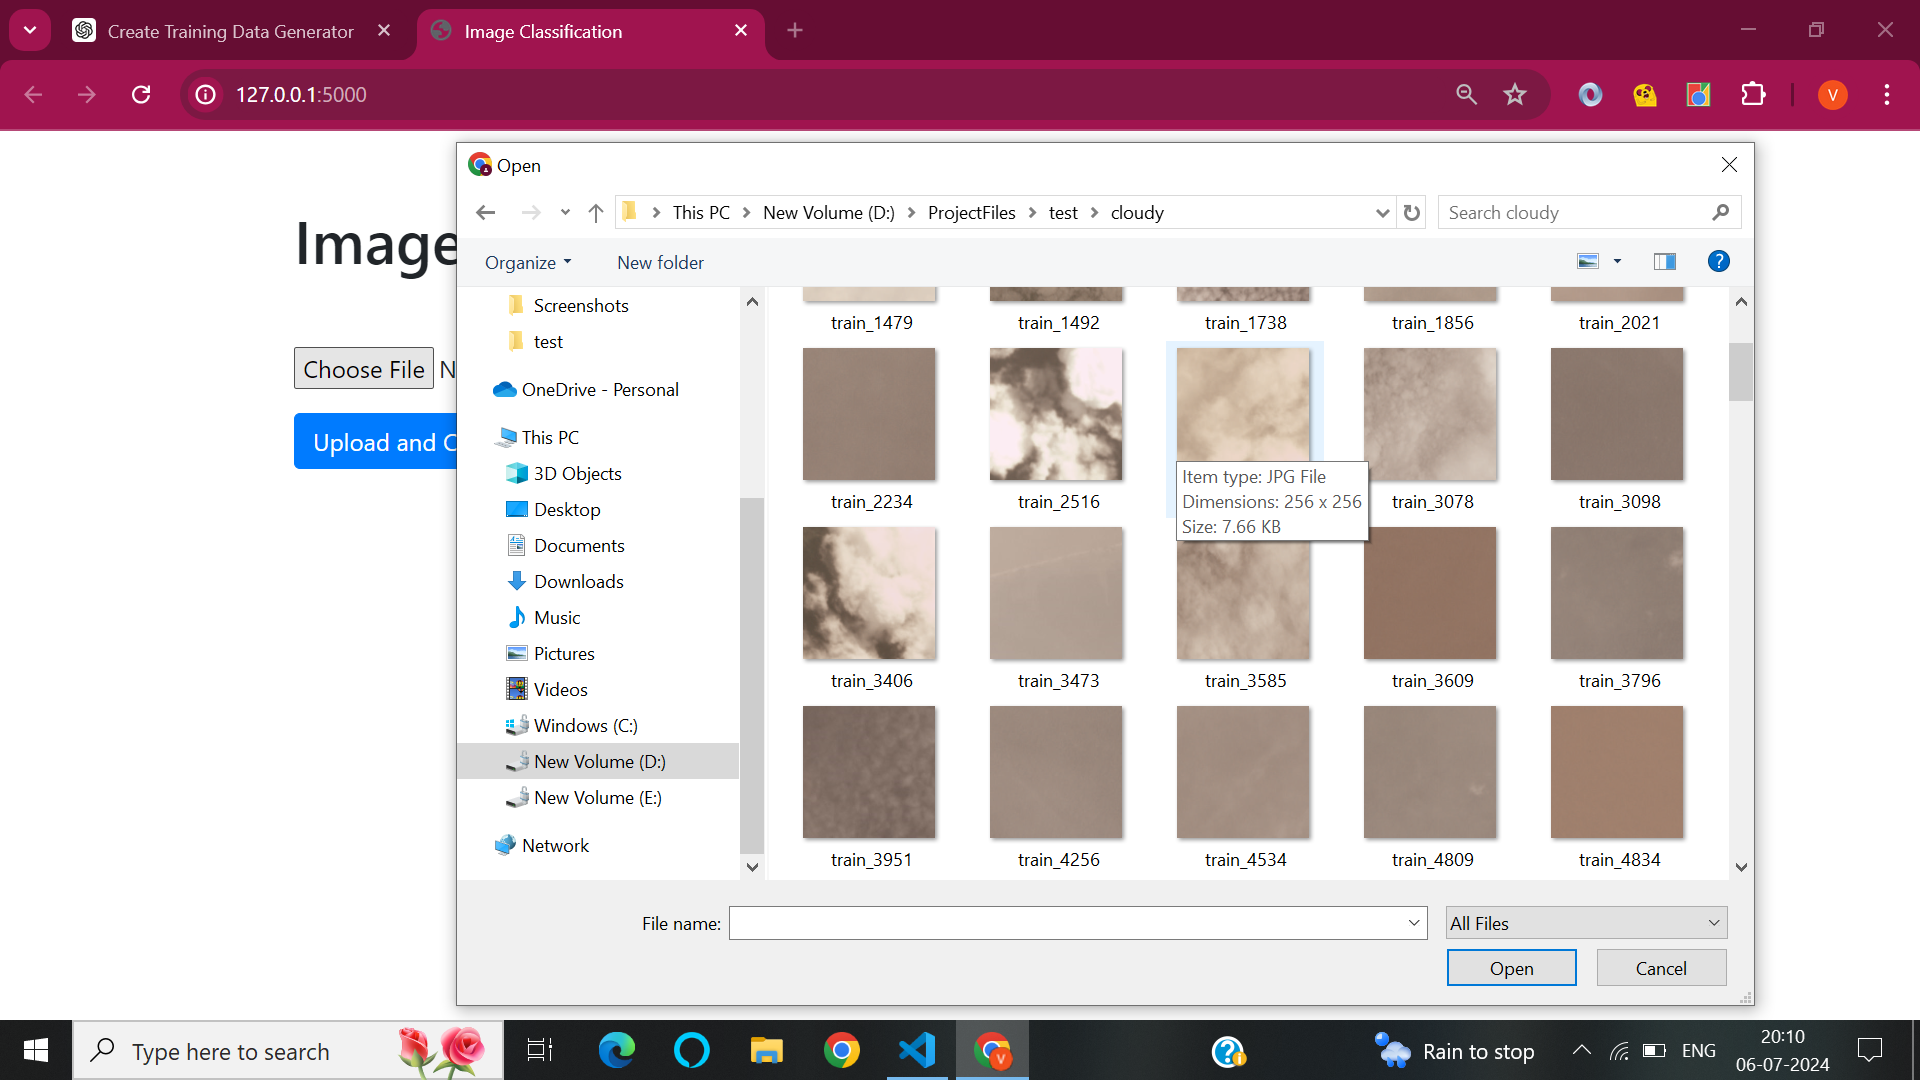 Create Training Data Generator
Image Classification
127.0.0.1:5000
V
Open
This PC
New Volume (D:)
ProjectFiles
test
cloudy
Search cloudy
Organize
New folder
?
Image
Choose File N
Upload and C
Screenshots
test
OneDrive - Personal
This PC
3D Objects
Desktop
Documents
Downloads
Music
Pictures
Videos
Windows (C:)
New Volume (D:)
New Volume (E:)
Network
train_1479 train_1492 train_1738 train_1856 train_2021
train_2234 train_2516 train_3078 train_3098
Item type: JPG File
Dimensions: 256 x 256
Size: 7.66 KB
train_3406 train_3473 train_3585 train_3609 train_3796
train_3951 train_4256 train_4534 train_4809 train_4834
File name:
All Files
Open Cancel
Type here to search
V
?
Rain to stop
ENG
20:10
06-07-2024